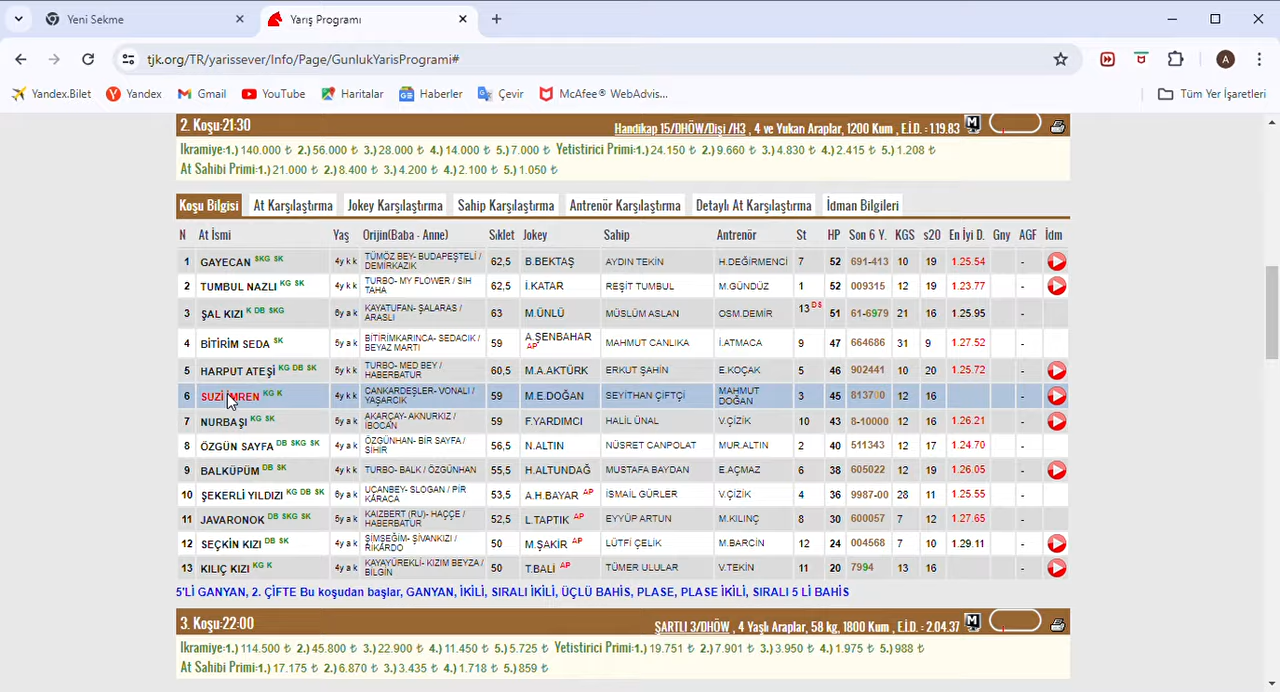 Yeni Sekme
Yarış Programı
tjk.org/TR/yarissever/Info/Page/GunlukYarisProgrami#
A
Yandex.Bilet Yandex Gmail YouTube Haritalar Haberler Çevir McAfee® WebAdvis... Tüm Yer İşaretleri
2. Koşu:21:30 Handikap 15/DHÖW/Dişi /H3 , 4 ve Yukarı Araplar, 1200 Kum , E.İ.D. : 1.19.83
İkramiye:1.) 140.000 ₺ 2.) 56.000 ₺ 3.) 28.000 ₺ 4.) 14.000 ₺ 5.) 7.000 ₺ Yetistirici Primi:1.) 24.150 ₺ 2.) 9.660 ₺ 3.) 4.830 ₺ 4.) 2.415 ₺ 5.) 1.208 ₺
At Sahibi Primi:1.) 21.000 ₺ 2.) 8.400 ₺ 3.) 4.200 ₺ 4.) 2.100 ₺ 5.) 1.050 ₺
Koşu Bilgisi At Karşılaştırma Jokey Karşılaştırma Sahip Karşılaştırma Antrenör Karşılaştırma Detaylı At Karşılaştırma İdman Bilgileri
N At İsmi Yaş Orijin(Baba - Anne) Sıklet Jokey Sahip Antrenör St HP Son 6 Y. KGS s20 En İyi D. Gny AGF İdm
1 GAYECAN SKG SK 4y k k TÜMÖZ BEY- BUDAPEŞTELİ / DEMİRKAZIK 62,5 B.BEKTAŞ AYDIN TEKİN H.DEĞİRMENCİ 7 52 691-413 10 19 1.25.54 -
2 TUMBUL NAZLI KG SK 4y k k TURBO- MY FLOWER / SIH TAHA 62,5 İ.KATAR REŞİT TUMBUL M.GÜNDÜZ 1 52 009315 12 19 1.23.77 -
3 ŞAL KIZI K DB SKG 6y a k KAYATUFAN- ŞALARAS / ARASLI 63 M.ÜNLÜ MÜSLÜM ASLAN OSM.DEMİR 13 DS 51 61-6979 21 16 1.25.95 -
4 BİTİRİM SEDA SK 5y a k BİTİRİMKARINCA- SEDACIK / BEYAZ MARTI 59 A.ŞENBAHAR AP MAHMUT CANLIKA İ.ATMACA 9 47 664686 31 9 1.27.52 -
5 HARPUT ATEŞİ KG DB SK 4y k k TURBO- MED BEY / HABERBATUR 60,5 M.A.AKTÜRK ERKUT ŞAHİN E.KOÇAK 5 46 902441 10 20 1.25.72 -
6 SUZİ İMREN KG K 4y k k CANKARDEŞLER- VONALI / YAŞARCIK 59 M.E.DOĞAN SEYİTHAN ÇİFTÇİ MAHMUT DOĞAN 3 45 813700 12 16 -
7 NURBAŞI KG SK 5y a k AKARÇAY- AKNURKIZ / İBOCAN 59 F.YARDIMCI HALİL ÜNAL V.ÇİZİK 10 43 8-10000 12 16 1.26.21 -
8 ÖZGÜN SAYFA DB SKG SK 4y a k ÖZGÜNHAN- BİR SAYFA / SİHİR 56,5 N.ALTIN NÜSRET CANPOLAT MUR.ALTIN 2 40 511343 12 17 1.24.70 -
9 BALKÜPÜM DB SK 4y k k TURBO- BALK / ÖZGÜNHAN 55,5 H.ALTUNDAĞ MUSTAFA BAYDAN E.AÇMAZ 6 38 605022 12 19 1.26.05 -
10 ŞEKERLİ YILDIZI KG DB SK 6y a k UCANBEY- SLOGAN / PİR KARACA 53,5 A.H.BAYAR AP İSMAİL GÜRLER V.ÇİZİK 4 36 9987-00 28 11 1.25.55 -
11 JAVARONOK DB SKG SK 5y a k KAIZBERT (RU)- HAÇÇE / HABERBATUR 52,5 L.TAPTIK AP EYYÜP ARTUN M.KILINÇ 8 30 600057 7 12 1.27.65 -
12 SEÇKİN KIZI DB SK 4y a k SİMŞEĞİM- ŞİVANKIZI / RİKARDO 50 M.ŞAKİR AP LÜTFİ ÇELİK M.BARCİN 12 24 004568 7 10 1.29.11 -
13 KILIÇ KIZI KG K 4y a k KAYAYÜREKLİ- KIZIM BEYZA / BİLGİN 50 T.BALİ AP TÜMER ULULAR V.TEKİN 11 20 7994 13 16 -
5'Lİ GANYAN, 2. ÇİFTE Bu koşudan başlar, GANYAN, İKİLİ, SIRALI İKİLİ, ÜÇLÜ BAHİS, PLASE, PLASE İKİLİ, SIRALI 5 Lİ BAHİS
3. Koşu:22:00 ŞARTLI 3/DHÖW , 4 Yaşlı Araplar, 58 kg, 1800 Kum , E.İ.D. : 2.04.37
İkramiye:1.) 114.500 ₺ 2.) 45.800 ₺ 3.) 22.900 ₺ 4.) 11.450 ₺ 5.) 5.725 ₺ Yetistirici Primi:1.) 19.751 ₺ 2.) 7.901 ₺ 3.) 3.950 ₺ 4.) 1.975 ₺ 5.) 988 ₺
At Sahibi Primi:1.) 17.175 ₺ 2.) 6.870 ₺ 3.) 3.435 ₺ 4.) 1.718 ₺ 5.) 859 ₺